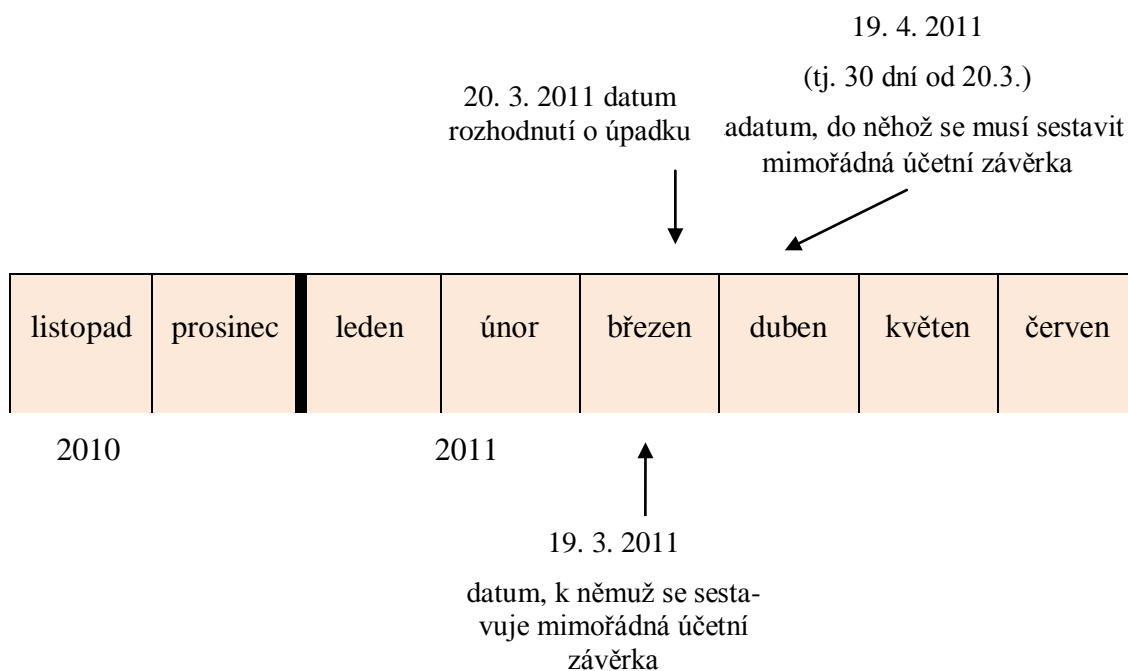 19. 4. 2011
(tj. 30 dní od 20.3.)
adatum, do něhož se musí sestavit
mimořádná účetní závěrka
20. 3. 2011 datum
rozhodnutí o úpadku
listopad prosinec leden únor březen duben květen červen
2010 2011
19. 3. 2011
datum, k němuž se sesta-
vuje mimořádná účetní
závěrka